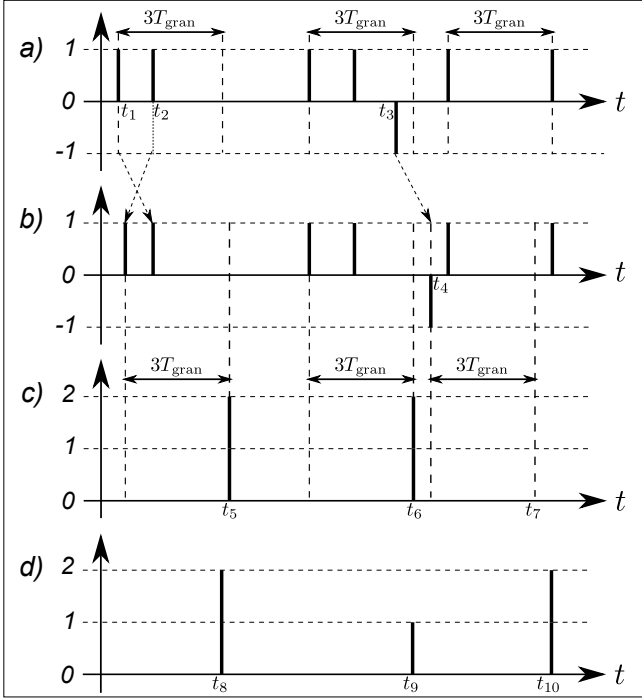 3T_gran 3T_gran 3T_gran
a) 1
0 t_1 t_2 t_3 t
-1
b) 1
0 t_4 t
-1
3T_gran 3T_gran 3T_gran
c) 2
1
0 t_5 t_6 t_7 t
d) 2
1
0 t_8 t_9 t_10 t